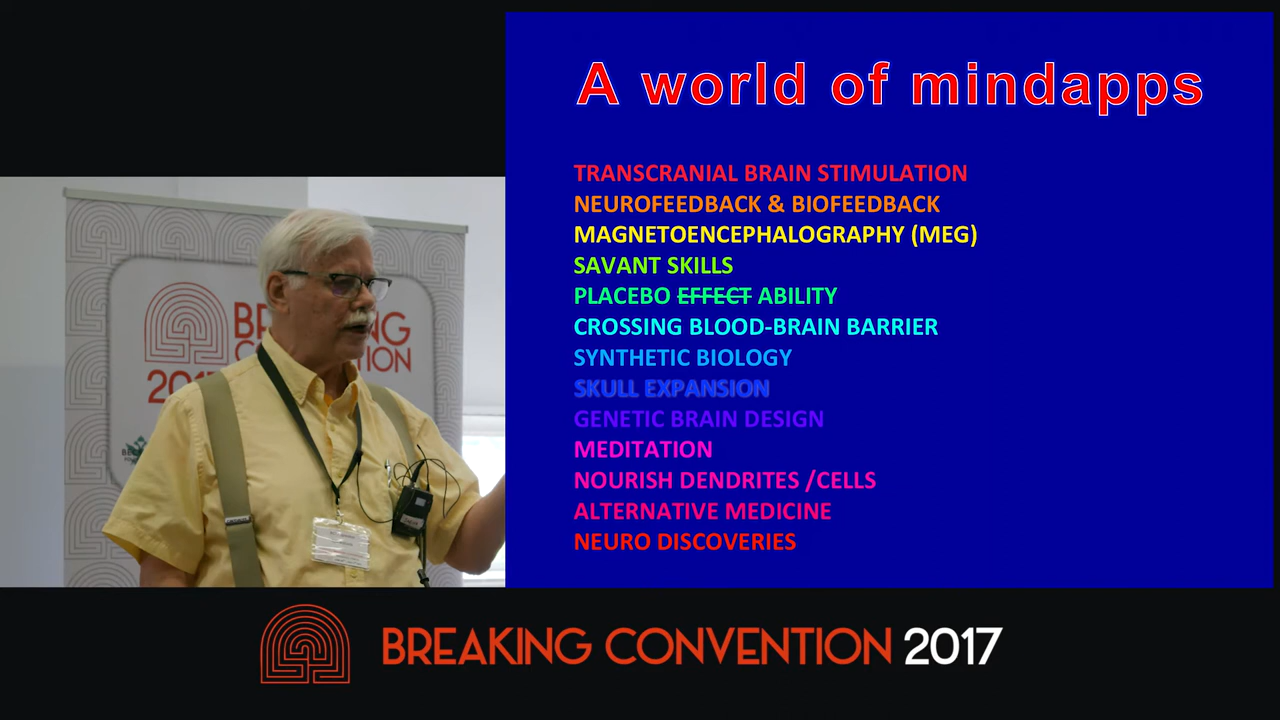 A world of mindapps
TRANSCRANIAL BRAIN STIMULATION
NEUROFEEDBACK & BIOFEEDBACK
MAGNETOENCEPHALOGRAPHY (MEG)
SAVANT SKILLS
PLACEBO EFFECT ABILITY
CROSSING BLOOD-BRAIN BARRIER
SYNTHETIC BIOLOGY
SKULL EXPANSION
GENETIC BRAIN DESIGN
MEDITATION
NOURISH DENDRITES /CELLS
ALTERNATIVE MEDICINE
NEURO DISCOVERIES
BREAKING CONVENTION 2017